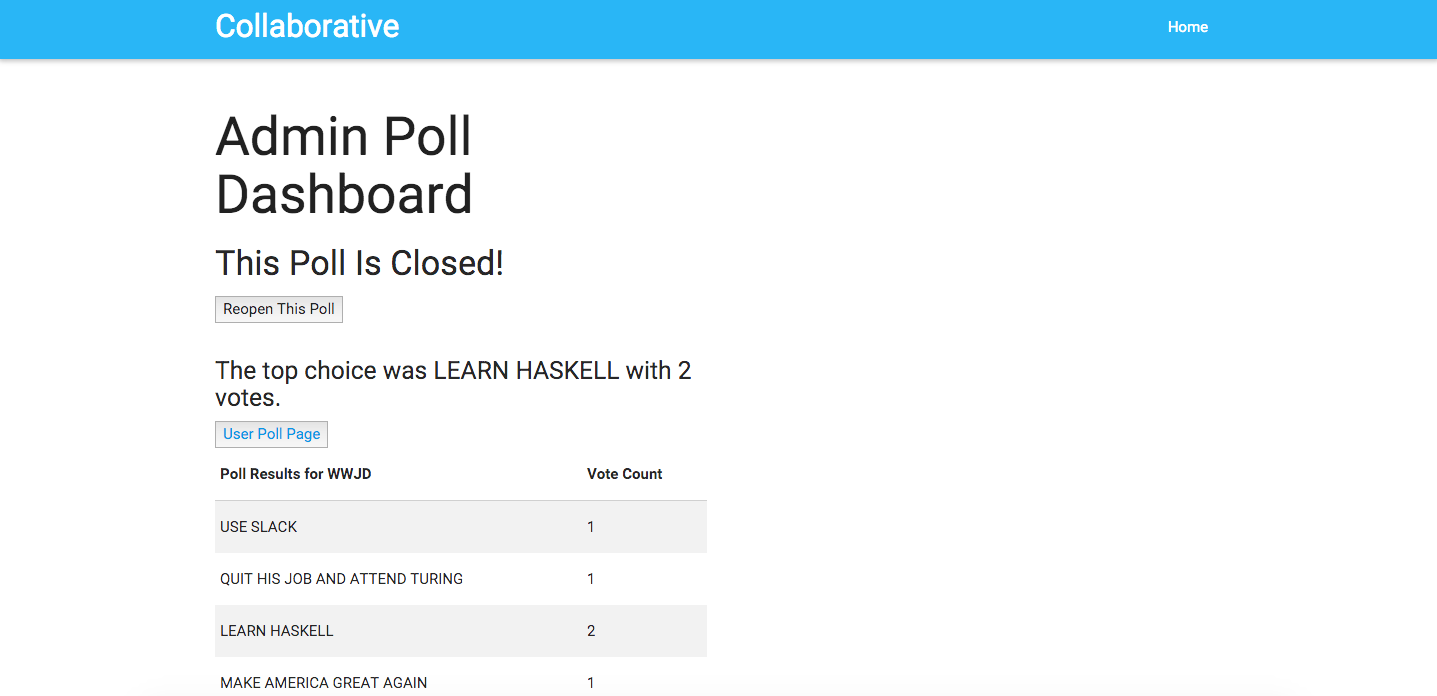 Collaborative
Home
Admin Poll
Dashboard
This Poll Is Closed!
Reopen This Poll
The top choice was LEARN HASKELL with 2
votes.
User Poll Page
Poll Results for WWJD Vote Count
USE SLACK 1
QUIT HIS JOB AND ATTEND TURING 1
LEARN HASKELL 2
MAKE AMERICA GREAT AGAIN 1